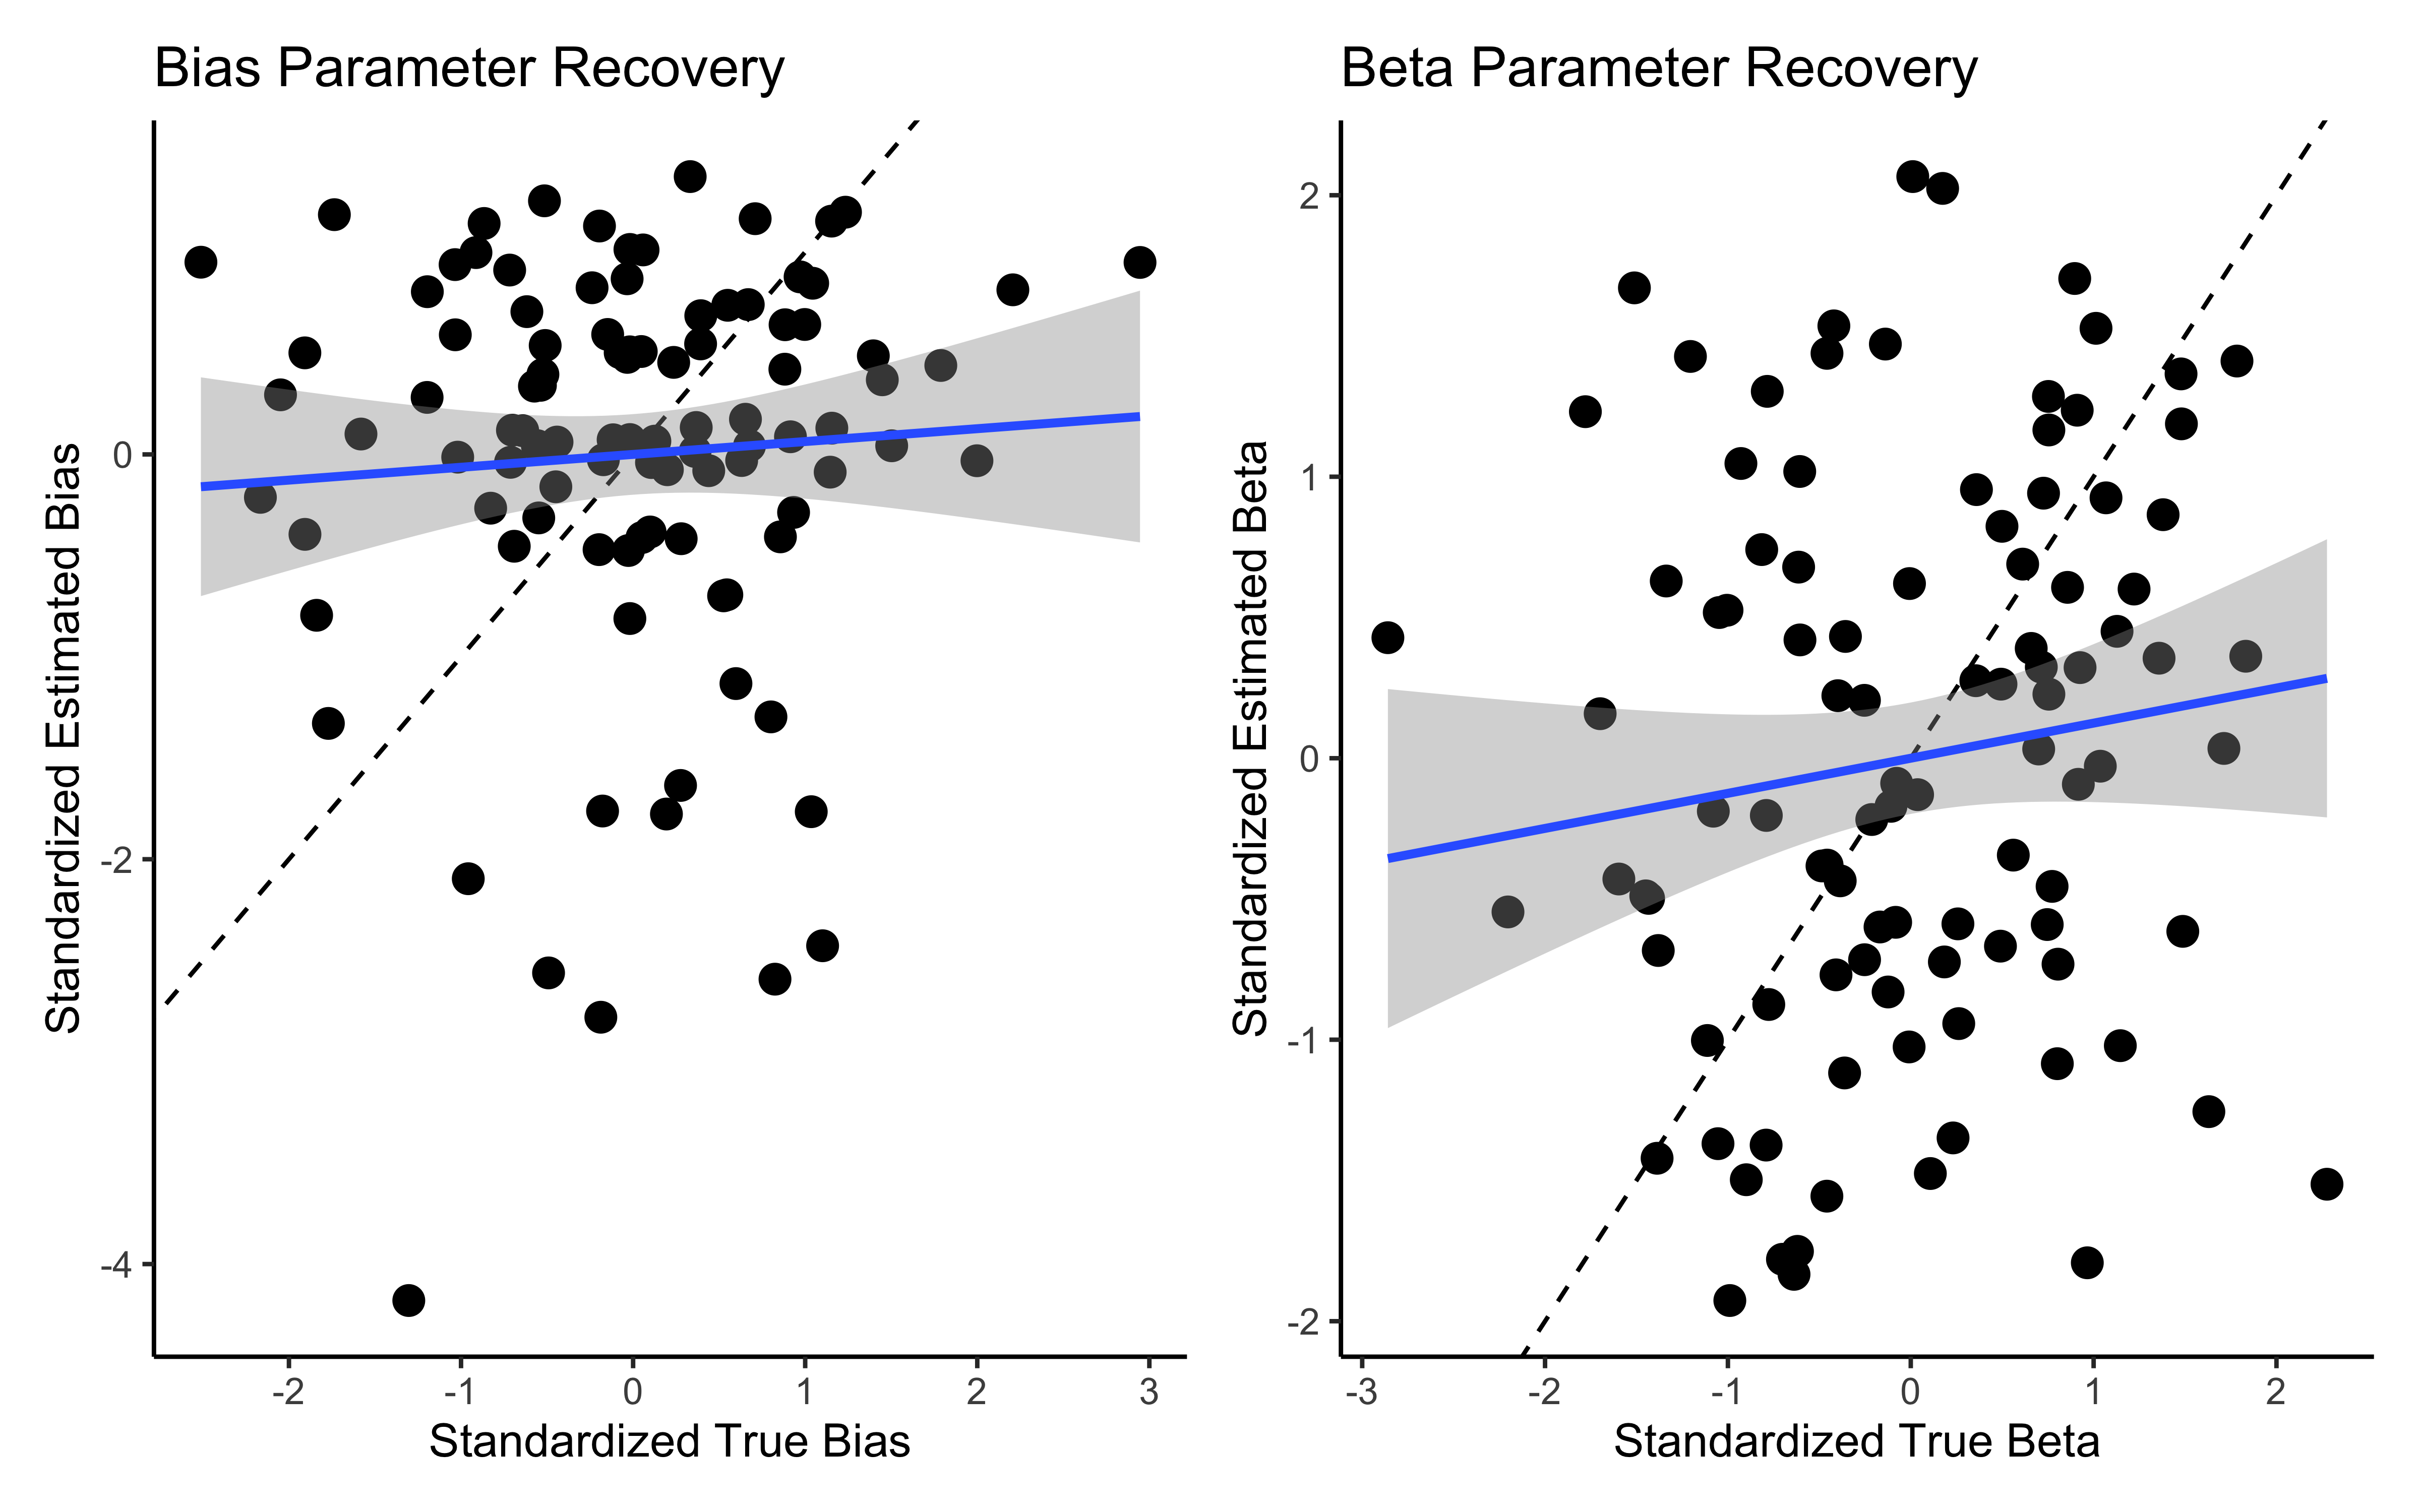 Bias Parameter Recovery
Standardized Estimated Bias
0
-2
-4
-2 -1 0 1 2 3
Standardized True Bias
Beta Parameter Recovery
Standardized Estimated Beta
2
1
0
-1
-2
-3 -2 -1 0 1 2
Standardized True Beta